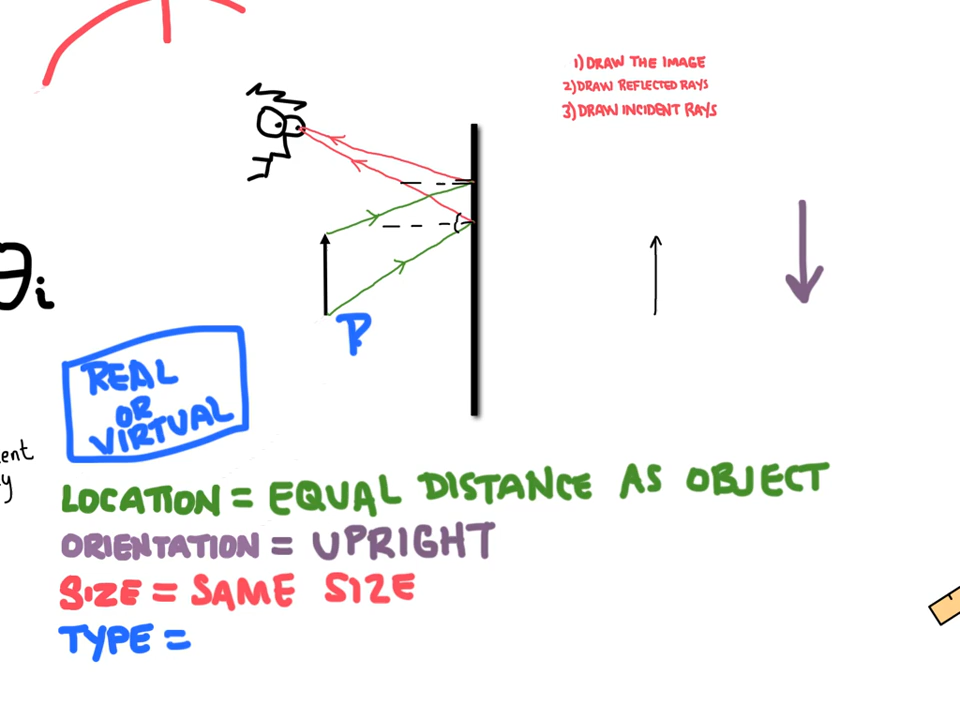 1) DRAW THE IMAGE
2) DRAW REFLECTED RAYS
3) DRAW INCIDENT RAYS
θi
P
REAL
OR
VIRTUAL
LOCATION = EQUAL DISTANCE AS OBJECT
ORIENTATION = UPRIGHT
SIZE = SAME SIZE
TYPE =